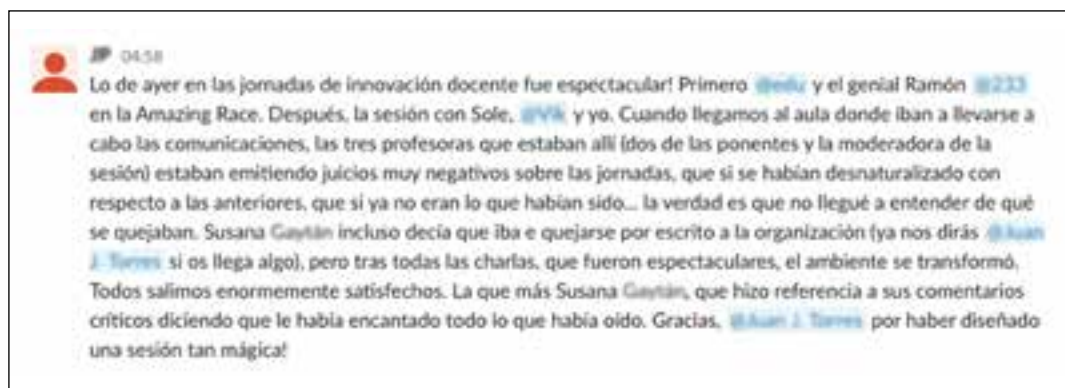 04:58
Lo de ayer en las jornadas de innovación docente fue espectacular! Primero @edu y el genial Ramón @233
en la Amazing Race. Después, la sesión con Sole, @Vik y yo. Cuando llegamos al aula donde iban a llevarse a
cabo las comunicaciones, las tres profesoras que estaban allí (dos de las ponentes y la moderadora de la
sesión) estaban emitiendo juicios muy negativos sobre las jornadas, que si se habían desnaturalizado con
respecto a las anteriores, que si ya no eran lo que habían sido... la verdad es que no llegué a entender de qué
se quejaban. Susana Gaytán incluso decía que iba e quejarse por escrito a la organización (ya nos dirás @Juan
J. Torres si os llega algo), pero tras todas las charlas, que fueron espectaculares, el ambiente se transformó.
Todos salimos enormemente satisfechos. La que más Susana Gaytán, que hizo referencia a sus comentarios
críticos diciendo que le había encantado todo lo que había oído. Gracias, @Juan J. Torres por haber diseñado
una sesión tan mágica!